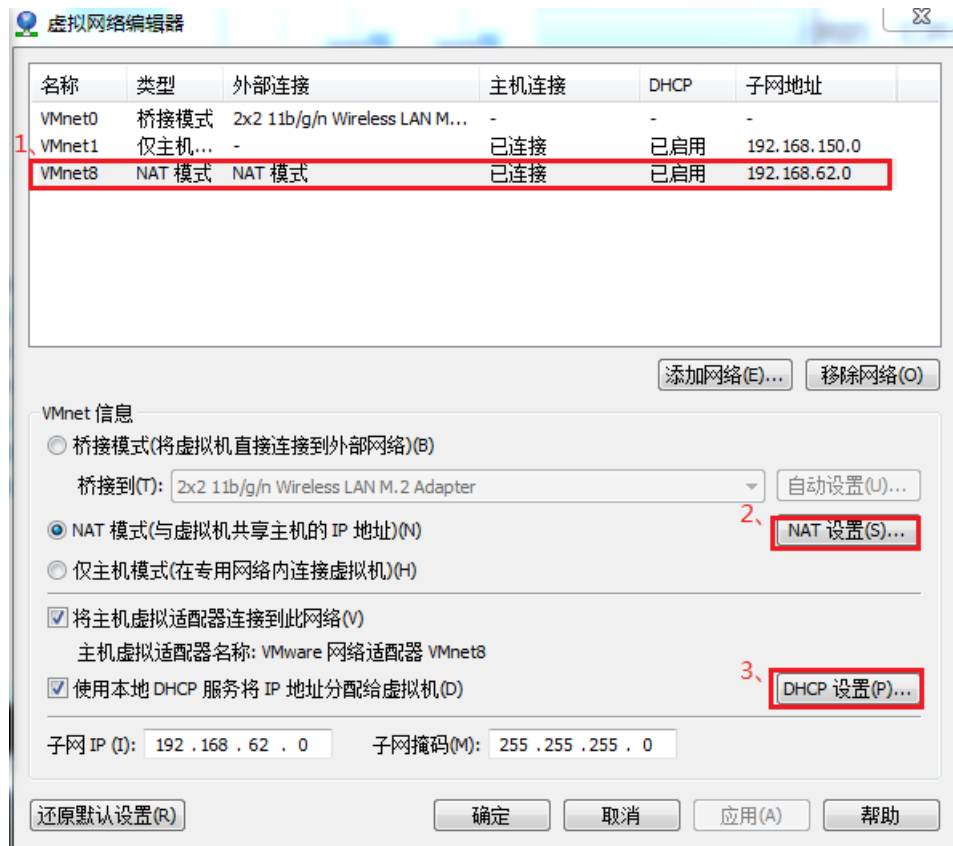 虚拟网络编辑器
名称 类型 外部连接 主机连接 DHCP 子网地址
VMnet0 桥接模式 2x2 11b/g/n Wireless LAN M... - - -
1、
VMnet1 仅主机... - 已连接 已启用 192.168.150.0
VMnet8 NAT 模式 NAT 模式 已连接 已启用 192.168.62.0
添加网络(E)... 移除网络(O)
VMnet 信息
桥接模式(将虚拟机直接连接到外部网络)(B)
桥接到(T): 2x2 11b/g/n Wireless LAN M.2 Adapter 自动设置(U)...
2、
NAT 模式(与虚拟机共享主机的 IP 地址)(N) NAT 设置(S)...
仅主机模式(在专用网络内连接虚拟机)(H)
将主机虚拟适配器连接到此网络(V)
主机虚拟适配器名称: VMware 网络适配器 VMnet8
3、
使用本地 DHCP 服务将 IP 地址分配给虚拟机(D) DHCP 设置(P)...
子网 IP (I): 192 . 168 . 62 . 0 子网掩码(M): 255 . 255 . 255 . 0
还原默认设置(R) 确定 取消 应用(A) 帮助